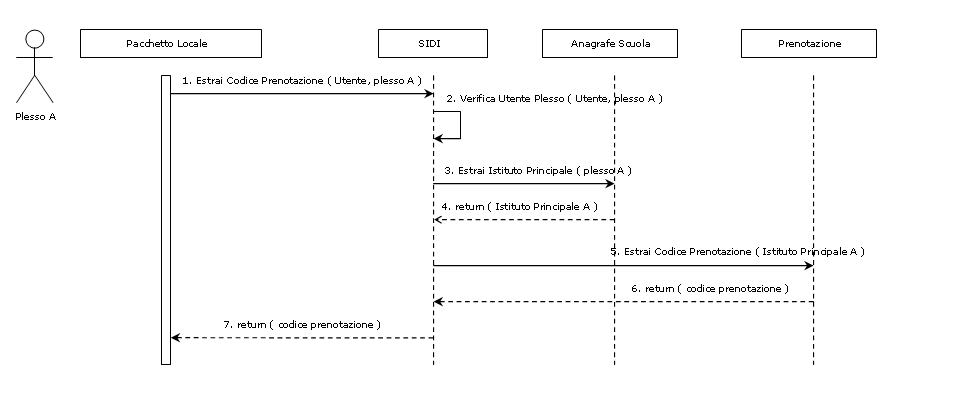 Pacchetto Locale
SIDI
Anagrafe Scuola
Prenotazione
Plesso A
1. Estrai Codice Prenotazione ( Utente, plesso A )
2. Verifica Utente Plesso ( Utente, plesso A )
3. Estrai Istituto Principale ( plesso A )
4. return ( Istituto Principale A )
5. Estrai Codice Prenotazione ( Istituto Principale A )
6. return ( codice prenotazione )
7. return ( codice prenotazione )